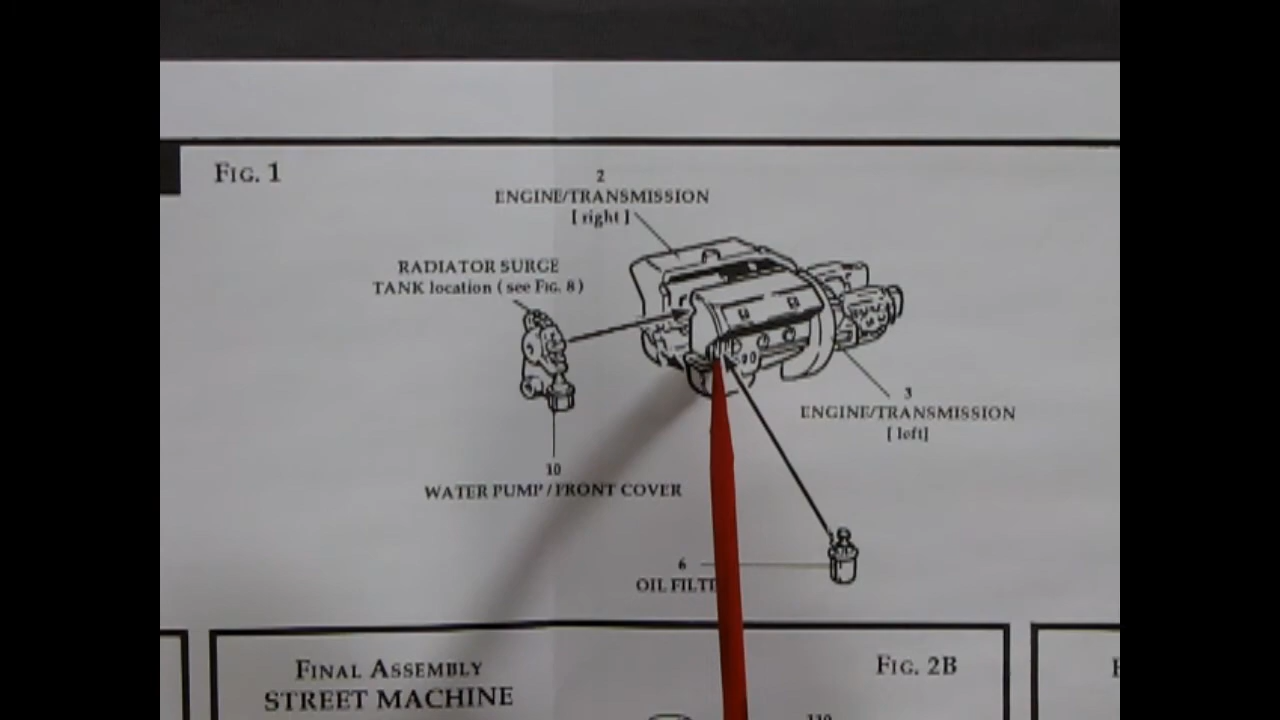 FIG. 1
2
ENGINE/TRANSMISSION
[ right ]
RADIATOR SURGE
TANK location ( see FIG. 8 )
3
ENGINE/TRANSMISSION
[ left]
10
WATER PUMP / FRONT COVER
6
OIL
FINAL ASSEMBLY
STREET MACHINE
FIG. 2B